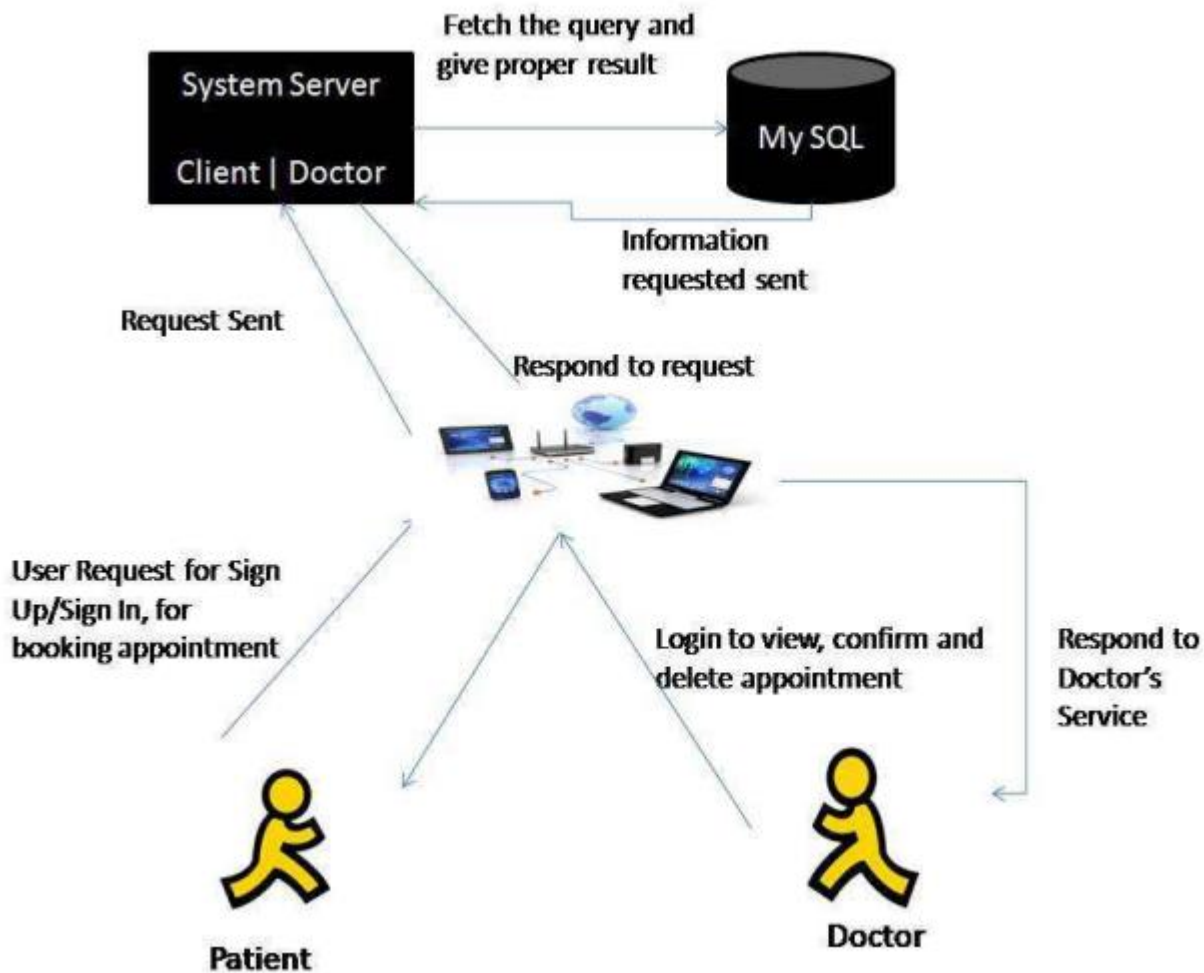 Fetch the query and
give proper result
System Server
Client | Doctor
My SQL
Information
requested sent
Request Sent
Respond to request
User Request for Sign
Up/Sign In, for
booking appointment
Login to view, confirm and
delete appointment
Respond to
Doctor's
Service
Patient
Doctor